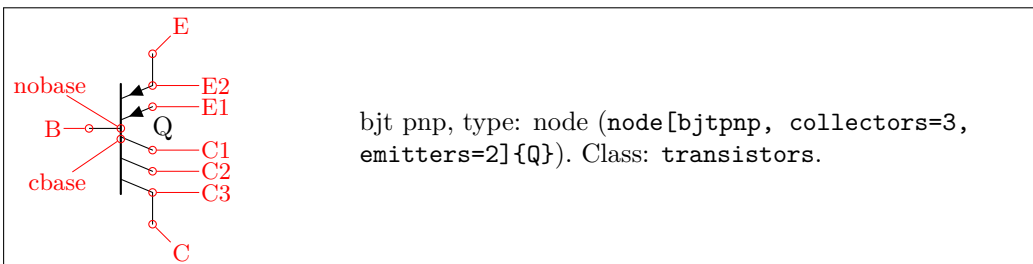 E
E2
nobase
E1
B
Q
C1
C2
cbase
C3
C
bjt pnp, type: node (node[bjtpnp, collectors=3,
emitters=2]{Q}). Class: transistors.